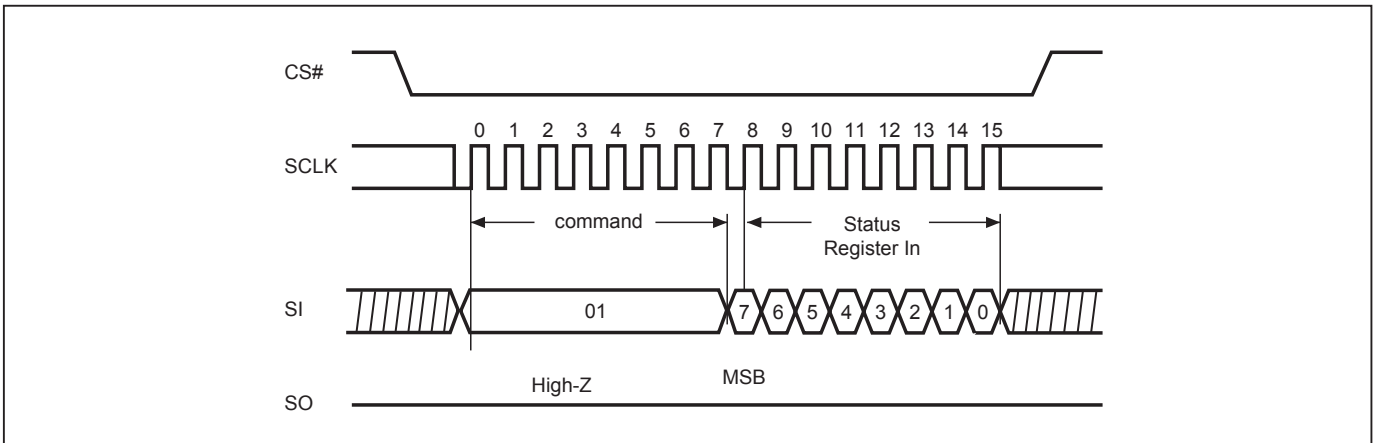 CS#
0 1 2 3 4 5 6 7 8 9 10 11 12 13 14 15
SCLK
command
Status
Register In
SI
01
7 6 5 4 3 2 1 0
High-Z
MSB
SO